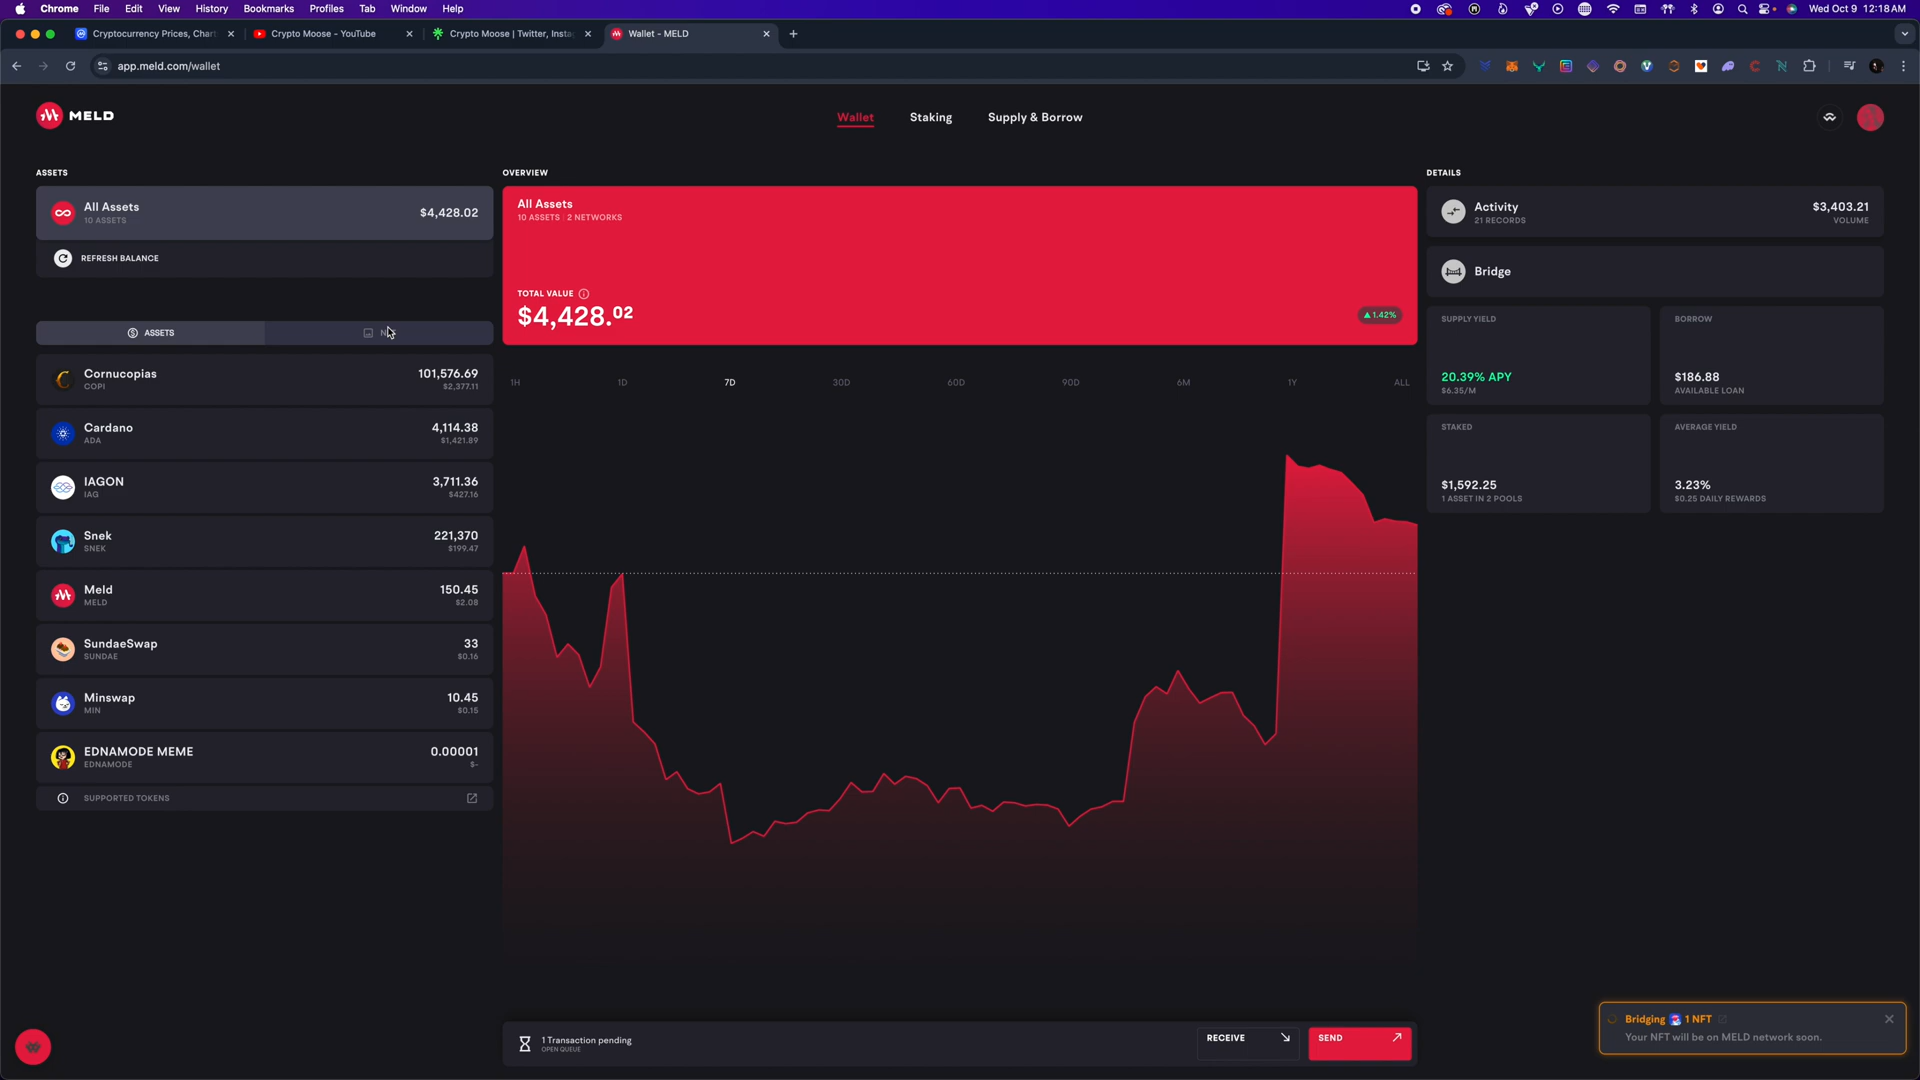 Chrome File Edit View History Bookmarks Profiles Tab Window Help Wed Oct 9 12:18 AM
Cryptocurrency Prices, Char Crypto Moose - YouTube Crypto Moose | Twitter, Insta Wallet - MELD
app.meld.com/wallet
MELD
Wallet Staking Supply & Borrow
ASSETS
All Assets $4,428.02
10 ASSETS
REFRESH BALANCE
ASSETS
Cornucopias 101,576.69
COPI $2,377.11
Cardano 4,114.38
ADA $1,421.89
IAGON 3,711.36
IAG $427.16
Snek 221,370
SNEK $199.47
Meld 150.45
MELD $2.08
SundaeSwap 33
SUNDAE $0.16
Minswap 10.45
MIN $0.15
EDNAMODE MEME 0.00001
EDNAMODE $-
SUPPORTED TOKENS
OVERVIEW
All Assets
10 ASSETS | 2 NETWORKS
TOTAL VALUE
$4,428.02
1.42%
1H 1D 7D 30D 60D 90D 6M 1Y ALL
1 Transaction pending
OPEN QUEUE
RECEIVE SEND
DETAILS
Activity $3,403.21
21 RECORDS VOLUME
Bridge
SUPPLY YIELD
20.39% APY
$6.35/M
BORROW
$186.88
AVAILABLE LOAN
STAKED
$1,592.25
1 ASSET IN 2 POOLS
AVERAGE YIELD
3.23%
$0.25 DAILY REWARDS
Bridging 1 NFT
Your NFT will be on MELD network soon.